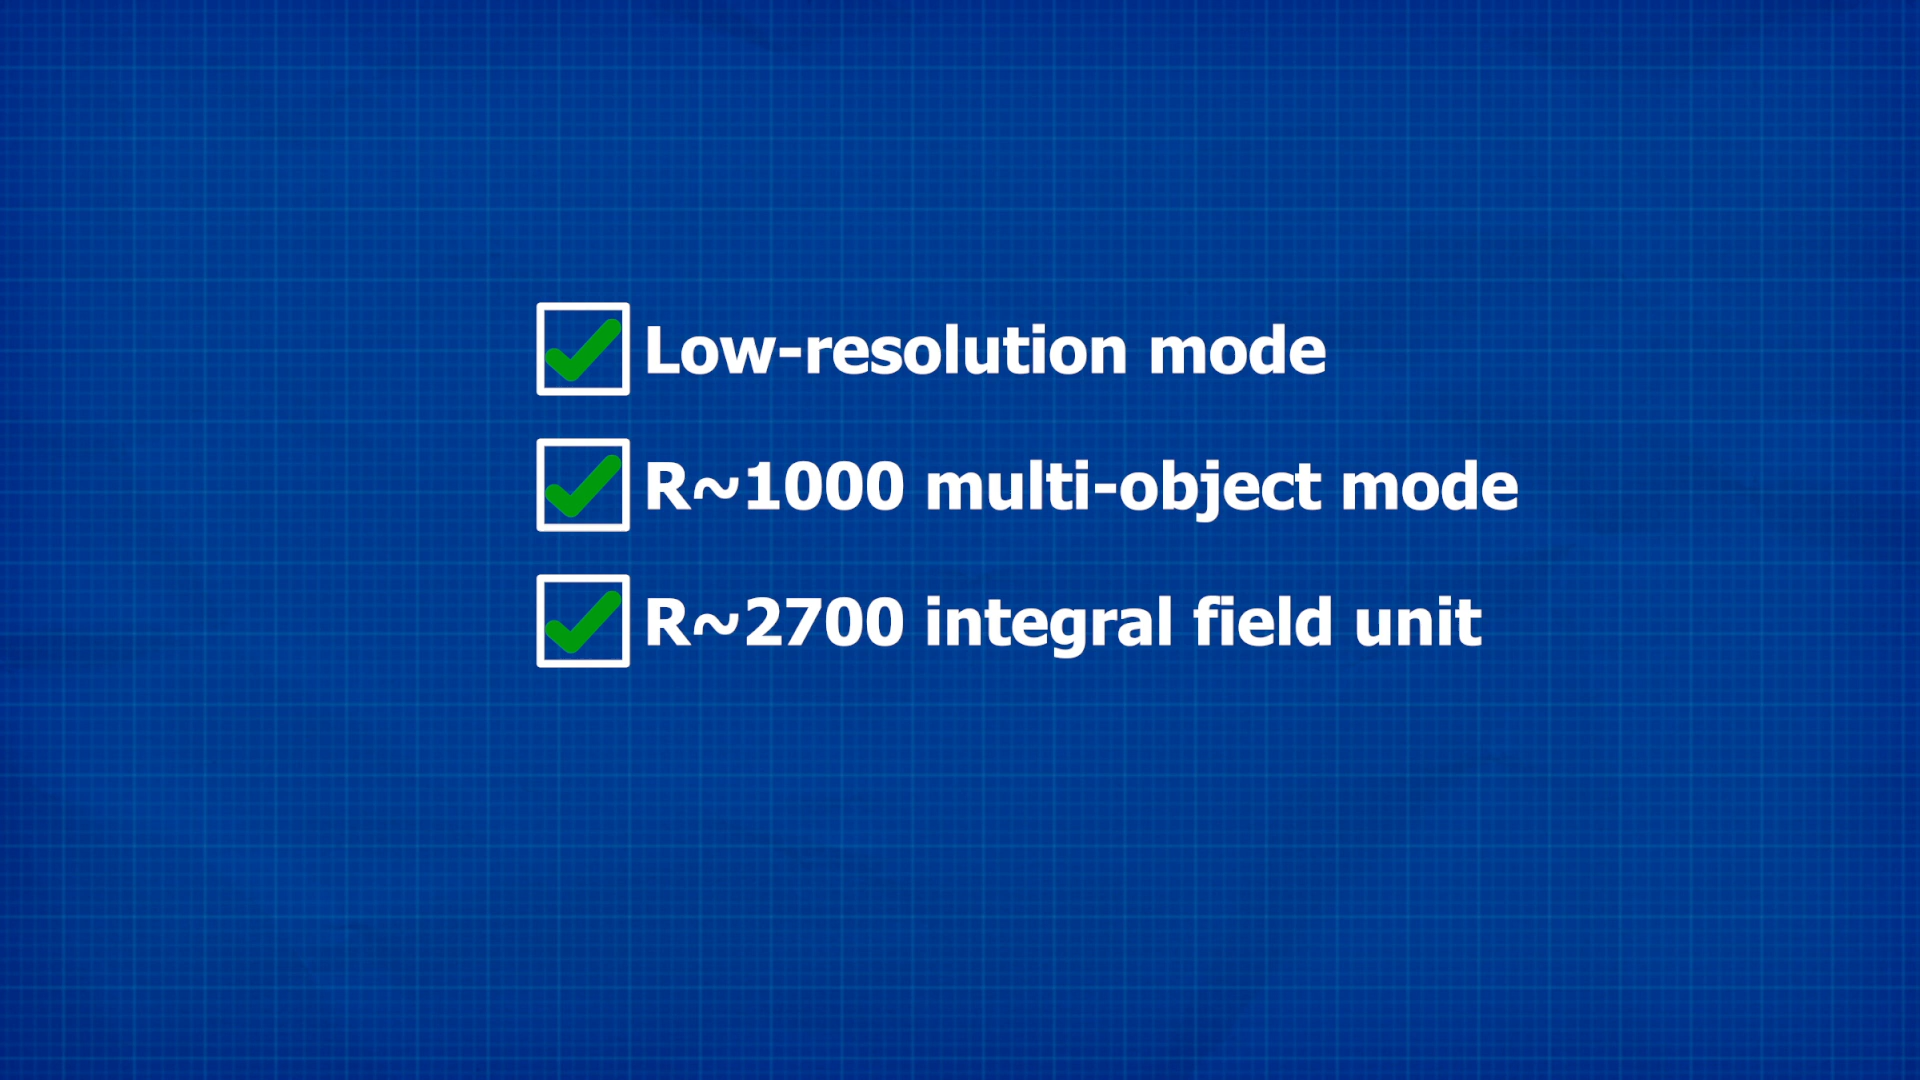 Low-resolution mode
R~1000 multi-object mode
R~2700 integral field unit